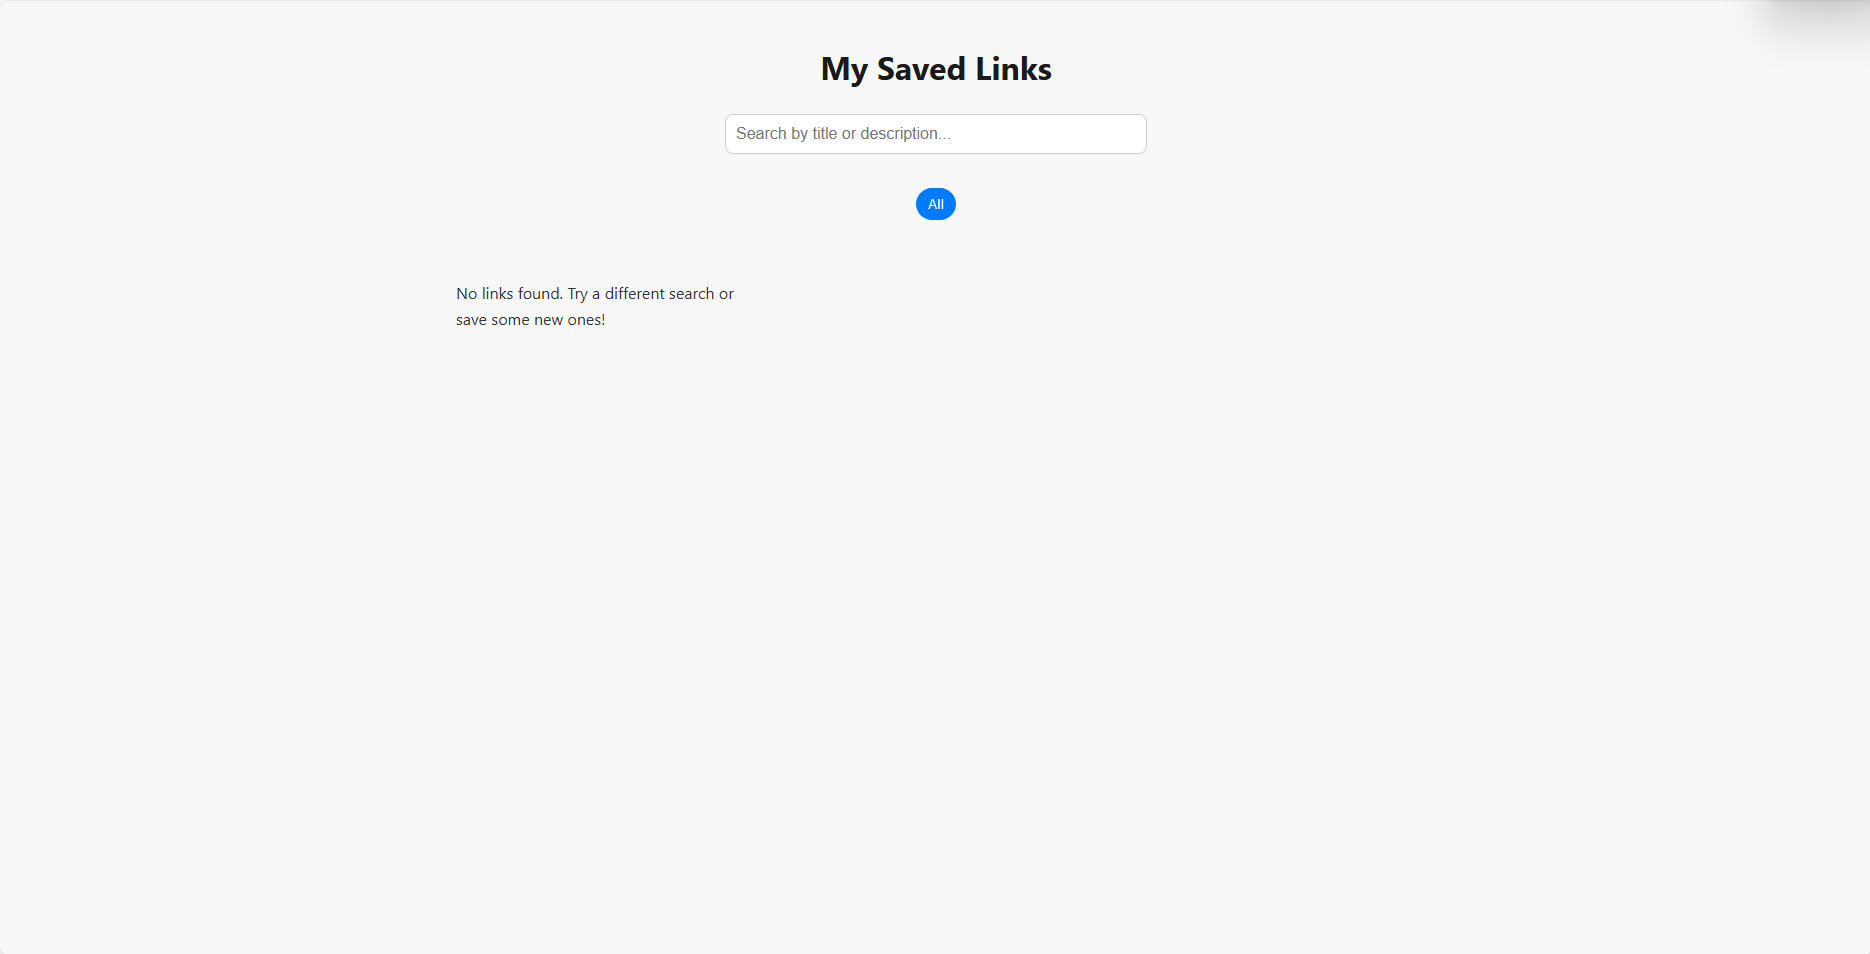 My Saved Links
Search by title or description...
All
No links found. Try a different search or
save some new ones!